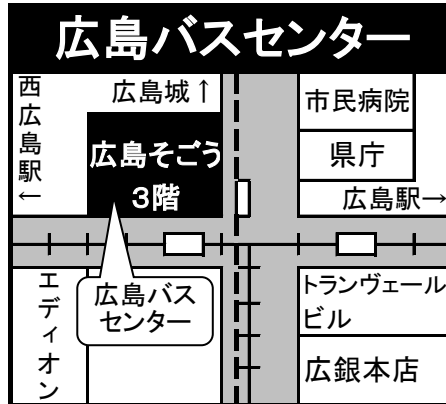 広島バスセンター
西広島駅←
広島城↑
市民病院
広島そごう
3階
県庁
広島駅→
エディオン
広島バス
センター
トランヴェール
ビル
広銀本店